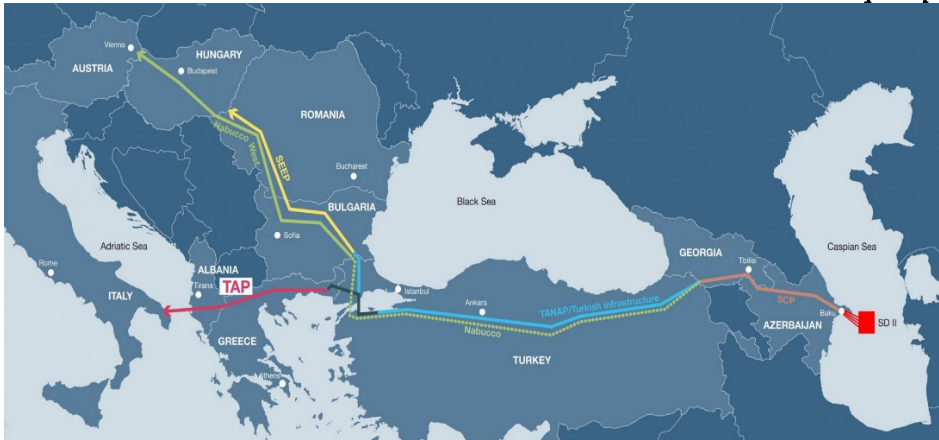 Vienna
AUSTRIA
HUNGARY
Budapest
ROMANIA
Nabucco West
SEEP
Bucharest
BULGARIA
Sofia
Black Sea
Adriatic Sea
Rome
ITALY
ALBANIA
Tirana
TAP
GREECE
Athens
Istanbul
Ankara
TANAP/Turkish infrastructure
Nabucco
TURKEY
GEORGIA
Tbilisi
Caspian Sea
SCP
AZERBAIJAN
Baku
SD II